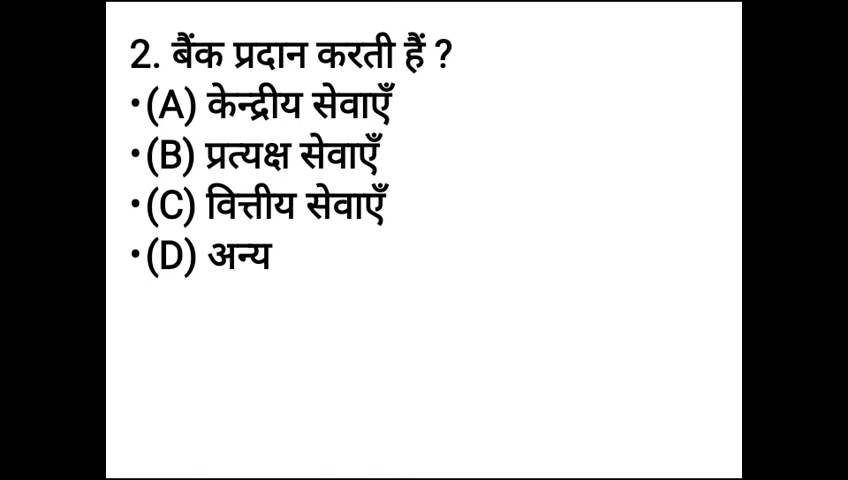 2. बैंक प्रदान करती हैं ?
•(A) केन्द्रीय सेवाएँ
•(B) प्रत्यक्ष सेवाएँ
•(C) वित्तीय सेवाएँ
•(D) अन्य